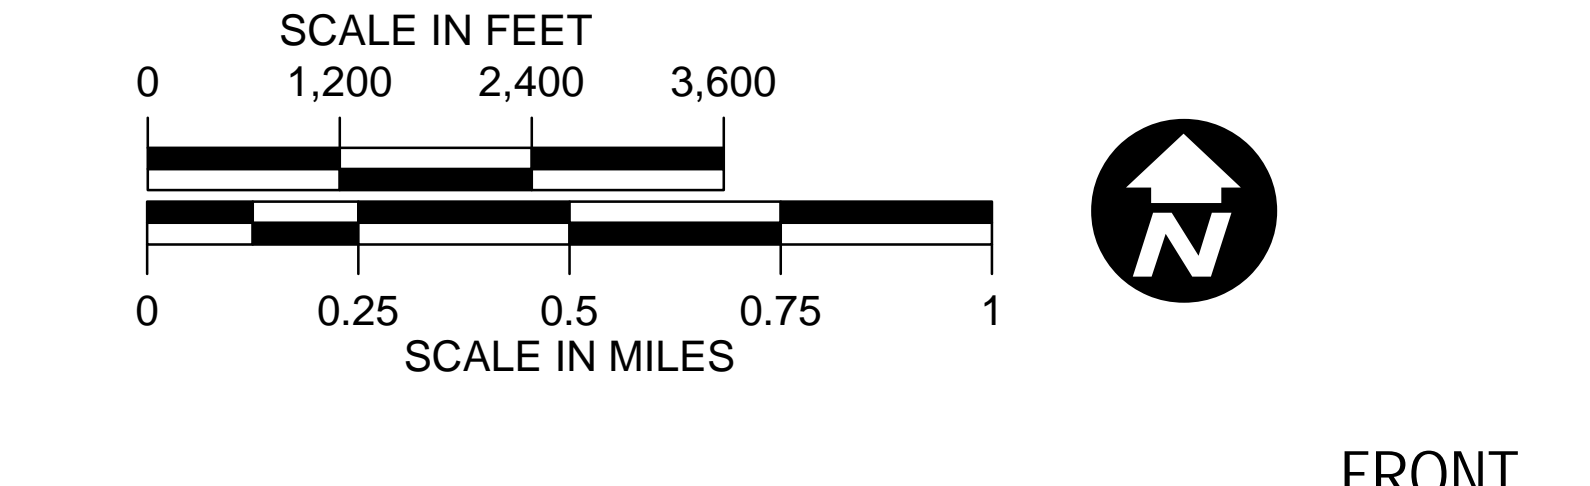 SCALE IN FEET
0 1,200 2,400 3,600
N
0 0.25 0.5 0.75 1
SCALE IN MILES
FRONT